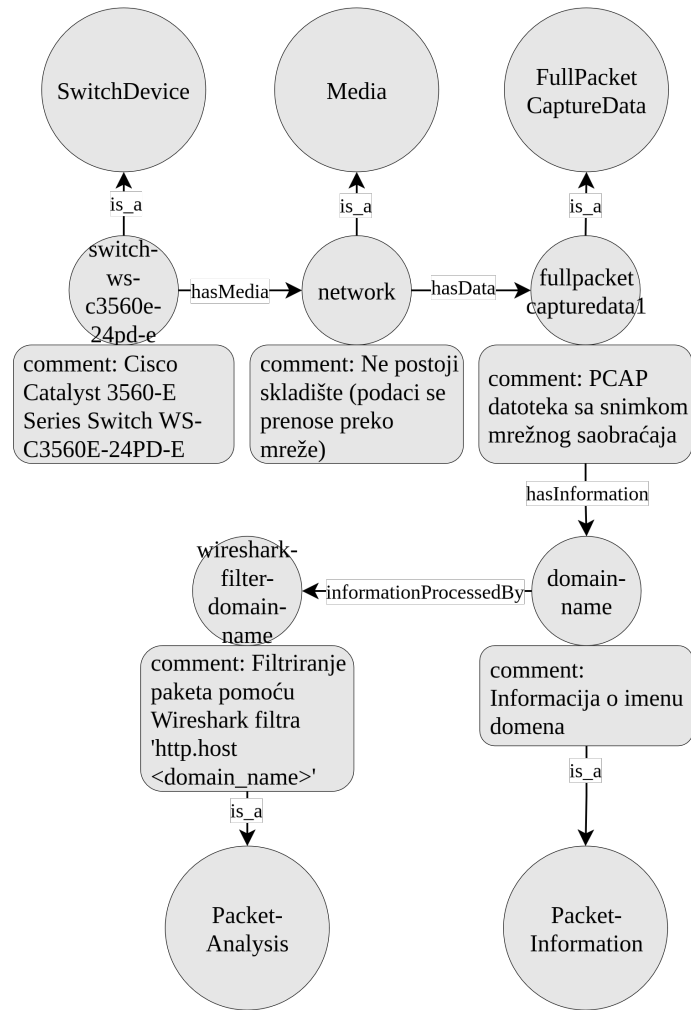 SwitchDevice
Media
FullPacket
CaptureData
is_a
is_a
is_a
switch-
ws-
c3560e-
24pd-e
hasMedia
network
hasData
fullpacket
capturedata1
comment: Cisco
Catalyst 3560-E
Series Switch WS-
C3560E-24PD-E
comment: Ne postoji
skladište (podaci se
prenose preko
mreže)
comment: PCAP
datoteka sa snimkom
mrežnog saobraćaja
hasInformation
wireshark-
filter-
domain-
name
informationProcessedBy
domain-
name
comment: Filtriranje
paketa pomoću
Wireshark filtra
'http.host
<domain_name>'
comment:
Informacija o imenu
domena
is_a
is_a
Packet-
Analysis
Packet-
Information